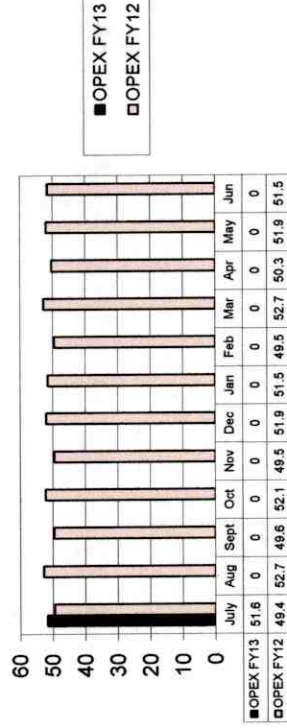 60
50
40
30
20
10
0
July Aug Sept Oct Nov Dec Jan Feb Mar Apr May Jun
OPEX FY13 51.6 0 0 0 0 0 0 0 0 0 0 0
OPEX FY12 49.4 52.7 49.6 52.1 49.5 51.9 51.5 49.5 52.7 50.3 51.9 51.5
OPEX FY13
OPEX FY12